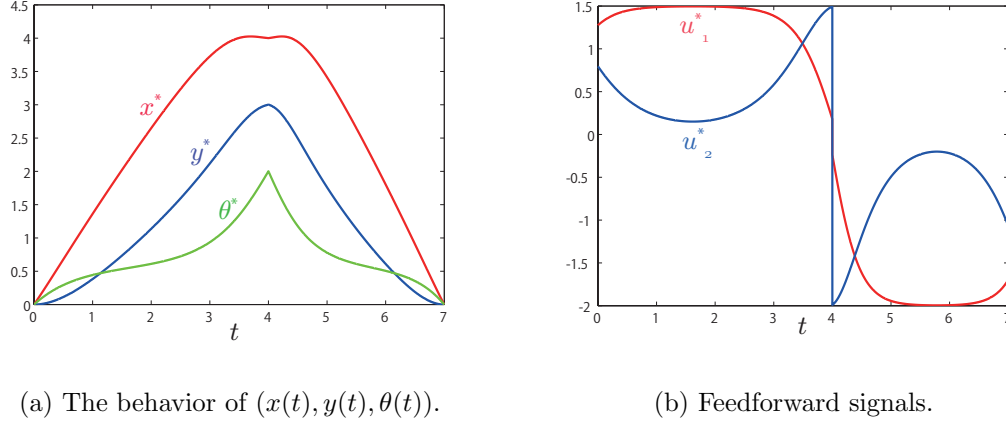 4.5
4
3.5
3
2.5
2
1.5
1
0.5
0
0 1 2 3 4 5 6 7
t
x*
y*
θ*
1.5
1
0.5
0
-0.5
-1
-1.5
-2
0 1 2 3 4 5 6 7
t
u*1
u*2
(a) The behavior of (x(t), y(t), θ(t)).
(b) Feedforward signals.